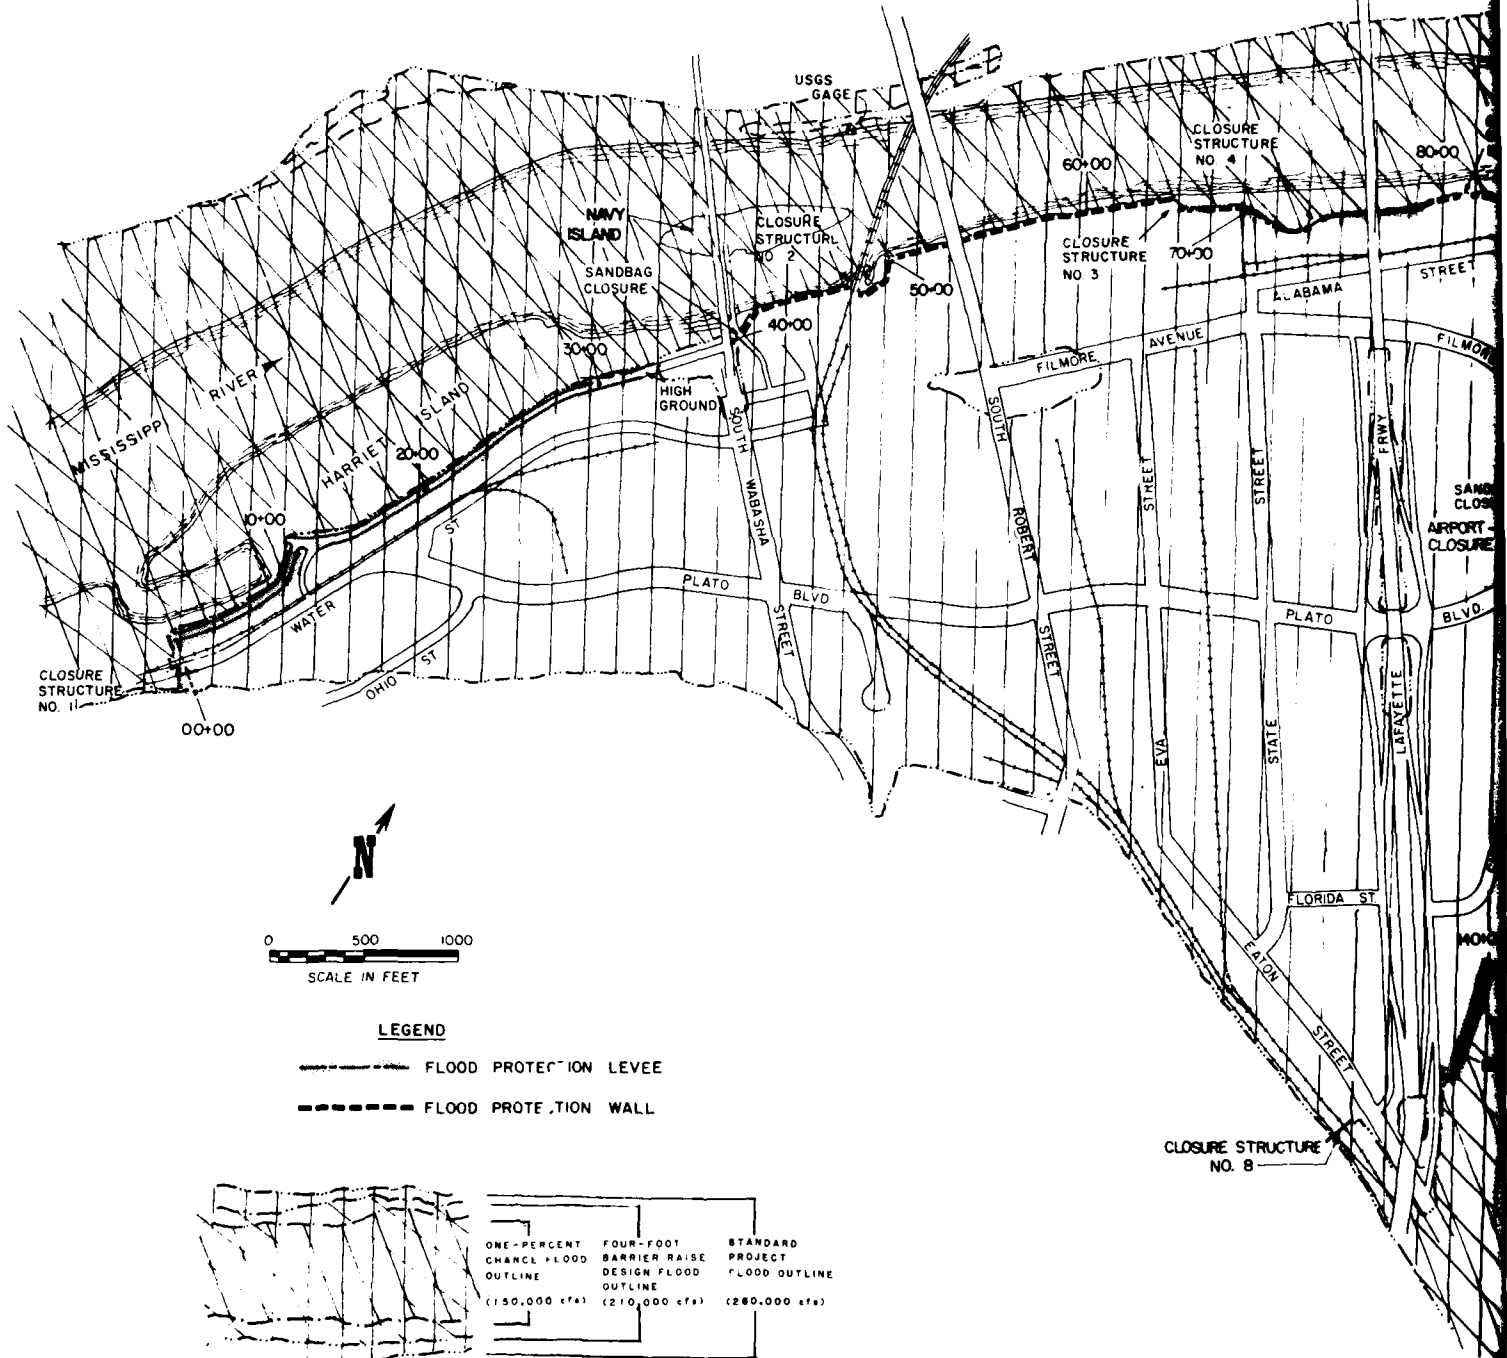 USGS
GAGE
CLOSURE
STRUCTURE
NO. 4
80+00
60+00
NAVY
ISLAND
CLOSURE
NO 2
CLOSURE
STRUCTURE
NO. 3
70+00
SANDBAG
CLOSURE
50+00
STREET
ALABAMA
40+00
30+00
FILMORE
AVENUE
RIVER
HARRIET ISLAND
HIGH
GROUND
SOUTH
SOUTH
FRWY
20+00
STREET
STREET
10+00
ST
WABASHA
ROBERT
AIRPORT
CLOSURE
PLATO
BLVD
PLATO
BLVD.
WATER
STREET
STREET
OHIO
ST
CLOSURE
STRUCTURE
NO. 1
00+00
EVA
STATE
LAFAYETTE
N
FLORIDA ST.
0 500 1000
SCALE IN FEET
EATON
STREET
LEGEND
FLOOD PROTECTION LEVEE
FLOOD WALL
CLOSURE STRUCTURE
NO. 8
ONE-PERCENT
CHANCE FLOOD
OUTLINE
(150,000 cfs)
FOUR-FOOT
BARRIER RAISE
DESIGN FLOOD
OUTLINE
(210,000 cfs)
STANDARD
PROJECT
FLOOD OUTLINE
(260,000 cfs)